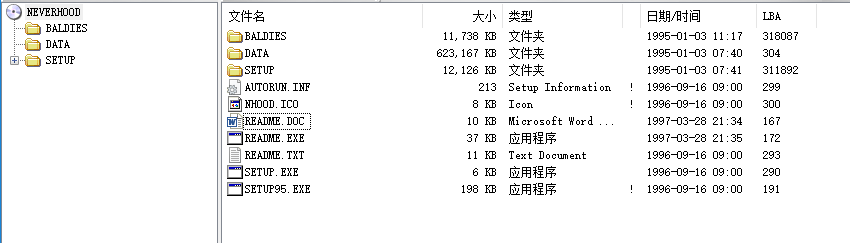 NEVERHOOD
BALDIES
DATA
SETUP
文件名 大小 类型 日期/时间 LBA
BALDIES 11,738 KB 文件夹 1995-01-03 11:17 318087
DATA 623,167 KB 文件夹 1995-01-03 07:40 304
SETUP 12,126 KB 文件夹 1995-01-03 07:41 311892
AUTORUN.INF 213 Setup Information ! 1996-09-16 09:00 299
NHOOD.ICO 8 KB Icon ! 1996-09-16 09:00 300
README.DOC 10 KB Microsoft Word ... 1997-03-28 21:34 167
README.EXE 37 KB 应用程序 1997-03-28 21:35 172
README.TXT 11 KB Text Document 1996-09-16 09:00 293
SETUP.EXE 6 KB 应用程序 1996-09-16 09:00 290
SETUP95.EXE 198 KB 应用程序 ! 1996-09-16 09:00 191